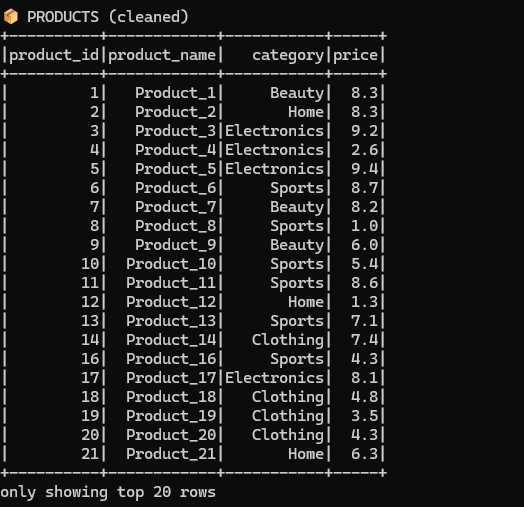 📦 PRODUCTS (cleaned)
+----------+------------+-----------+-----+
|product_id|product_name|   category|price|
+----------+------------+-----------+-----+
|         1|   Product_1|     Beauty|  8.3|
|         2|   Product_2|       Home|  8.3|
|         3|   Product_3|Electronics|  9.2|
|         4|   Product_4|Electronics|  2.6|
|         5|   Product_5|Electronics|  9.4|
|         6|   Product_6|     Sports|  8.7|
|         7|   Product_7|     Beauty|  8.2|
|         8|   Product_8|     Sports|  1.0|
|         9|   Product_9|     Beauty|  6.0|
|        10|  Product_10|     Sports|  5.4|
|        11|  Product_11|     Sports|  8.6|
|        12|  Product_12|       Home|  1.3|
|        13|  Product_13|     Sports|  7.1|
|        14|  Product_14|   Clothing|  7.4|
|        16|  Product_16|     Sports|  4.3|
|        17|  Product_17|Electronics|  8.1|
|        18|  Product_18|   Clothing|  4.8|
|        19|  Product_19|   Clothing|  3.5|
|        20|  Product_20|   Clothing|  4.3|
|        21|  Product_21|       Home|  6.3|
+----------+------------+-----------+-----+
only showing top 20 rows